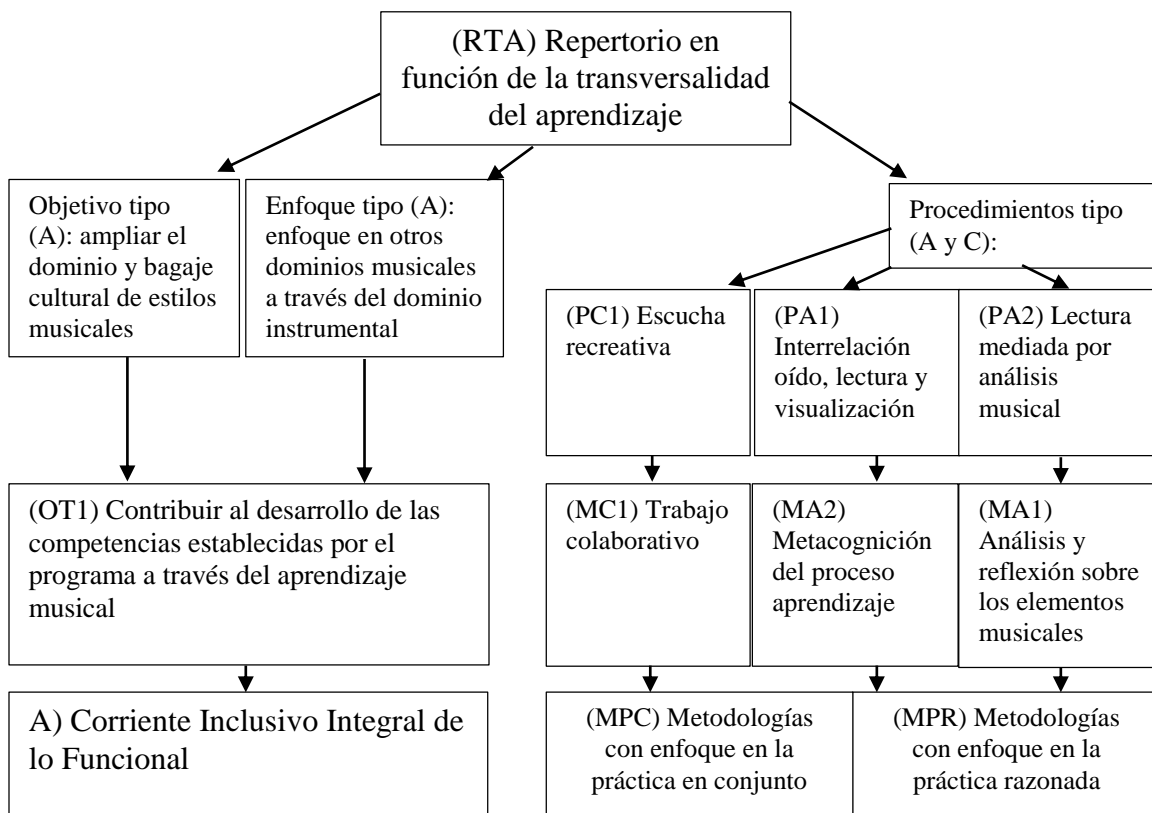 (RTA) Repertorio en
función de la transversalidad
del aprendizaje
Objetivo tipo
(A): ampliar el
dominio y bagaje
cultural de estilos
musicales
Enfoque tipo (A):
enfoque en otros
dominios musicales
a través del dominio
instrumental
Procedimientos tipo
(A y C):
(PC1) Escucha
recreativa
(PA1)
Interrelación
oído, lectura y
visualización
(PA2) Lectura
mediada por
análisis
musical
(OT1) Contribuir al desarrollo de las
competencias establecidas por el
programa a través del aprendizaje
musical
(MC1) Trabajo
colaborativo
(MA2)
Metacognición
del proceso
aprendizaje
(MA1)
Análisis y
reflexión sobre
los elementos
musicales
A) Corriente Inclusivo Integral de
lo Funcional
(MPC) Metodologías
con enfoque en la
práctica en conjunto
(MPR) Metodologías
con enfoque en la
práctica razonada